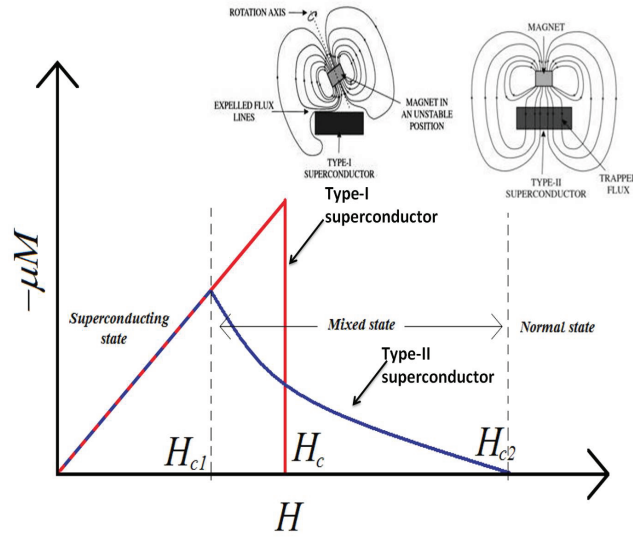 ROTATION AXIS
EXPELLED FLUX
LINES
MAGNET IN
AN UNSTABLE
POSITION
TYPE-I
SUPERCONDUCTOR
MAGNET
TYPE-II
SUPERCONDUCTOR
TRAPPED
FLUX
Type-I
superconductor
−μM
Superconducting
state
Mixed state
Normal state
Type-II
superconductor
Hc1
Hc
Hc2
H